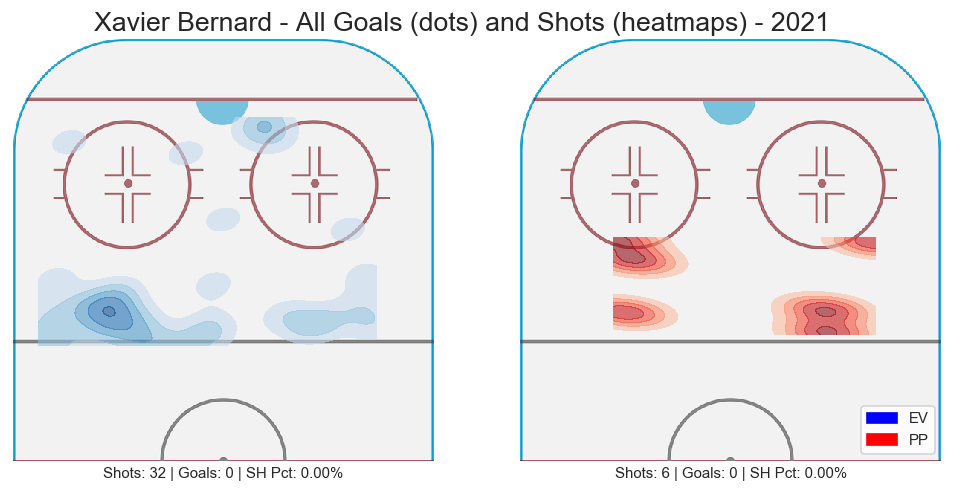 Xavier Bernard - All Goals (dots) and Shots (heatmaps) - 2021
EV
PP
Shots: 32 | Goals: 0 | SH Pct: 0.00%
Shots: 6 | Goals: 0 | SH Pct: 0.00%